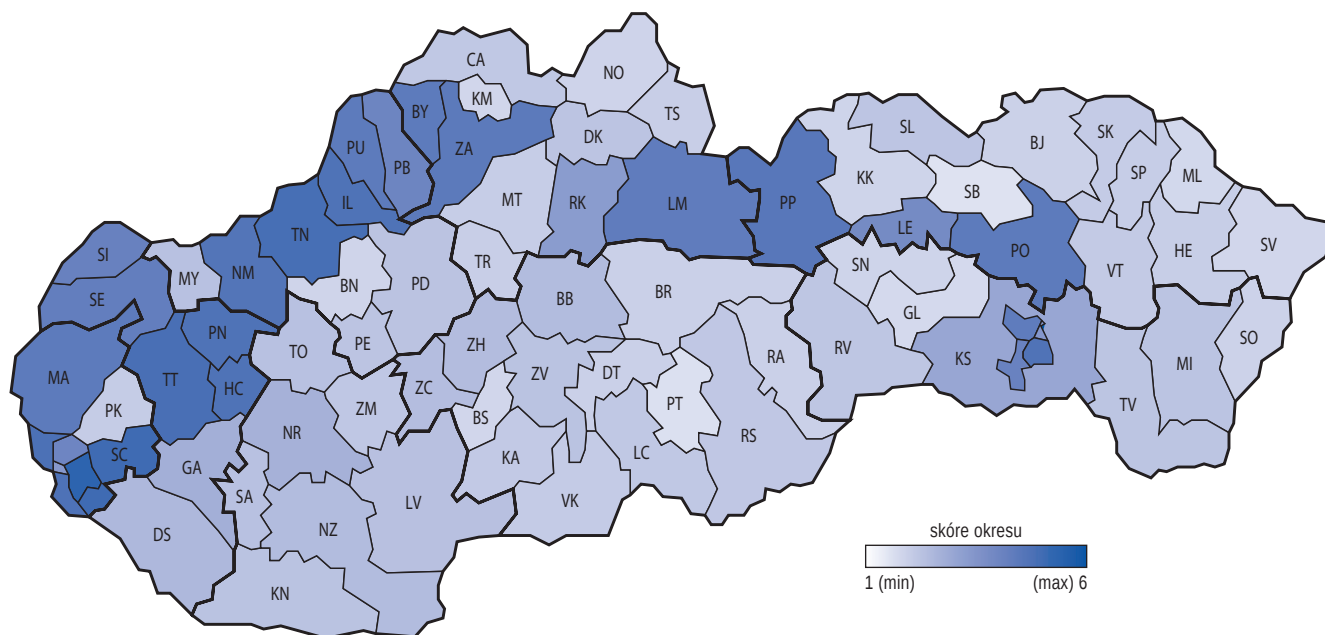 CA
NO
KM
BY
TS
PU
PB
ZA
DK
SL
BJ
SK
SP
ML
KK
SB
IL
MT
RK
LM
PP
LE
PO
HE
SV
TN
SI
MY
NM
BN
PD
TR
SN
VT
SE
BB
BR
GL
PN
TO
PE
ZH
RV
KS
SO
MA
TT
HC
ZC
ZV
DT
RA
MI
PK
ZM
BS
PT
TV
NR
RS
SC
GA
KA
LC
SA
LV
VK
DS
NZ
KN
skóre okresu
1 (min)
(max) 6